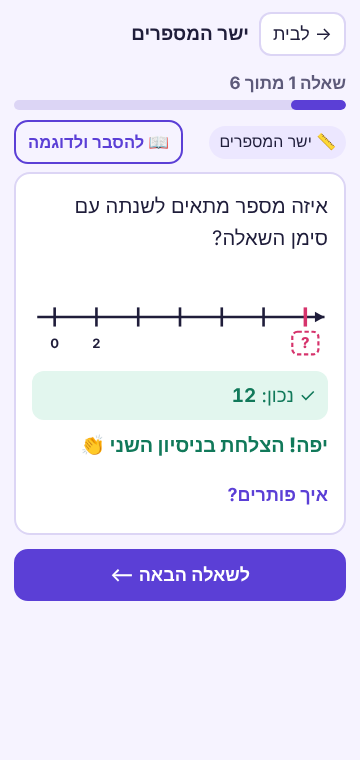 → לבית
ישר המספרים
שאלה 1 מתוך 6
📏 ישר המספרים
📖 להסבר ולדוגמה
איזה מספר מתאים לשנתה עם
סימן השאלה?
0 2 ?
✓ נכון: 12
יפה! הצלחת בניסיון השני 👏
איך פותרים?
לשאלה הבאה ←